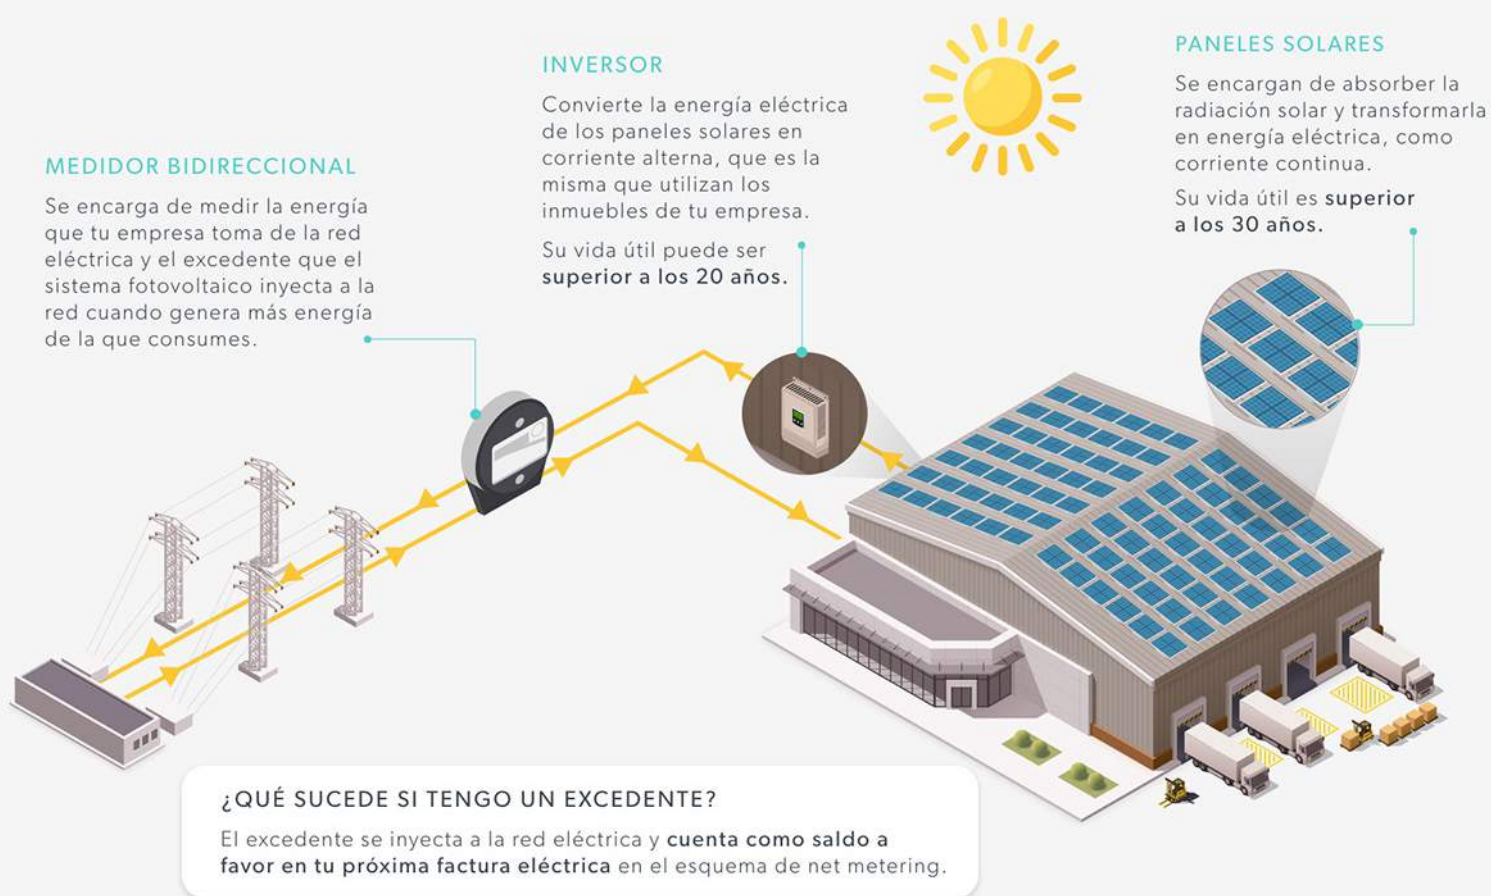 MEDIDOR BIDIRECCIONAL
Se encarga de medir la energía
que tu empresa toma de la red
eléctrica y el excedente que el
sistema fotovoltaico inyecta a la
red cuando genera más energía
de la que consumes.
INVERSOR
Convierte la energía eléctrica
de los paneles solares en
corriente alterna, que es la
misma que utilizan los
inmuebles de tu empresa.
Su vida útil puede ser
superior a los 20 años.
PANELES SOLARES
Se encargan de absorber la
radiación solar y transformarla
en energía eléctrica, como
corriente continua.
Su vida útil es superior
a los 30 años.
¿QUÉ SUCEDE SI TENGO UN EXCEDENTE?
El excedente se inyecta a la red eléctrica y cuenta como saldo a
favor en tu próxima factura eléctrica en el esquema de net metering.